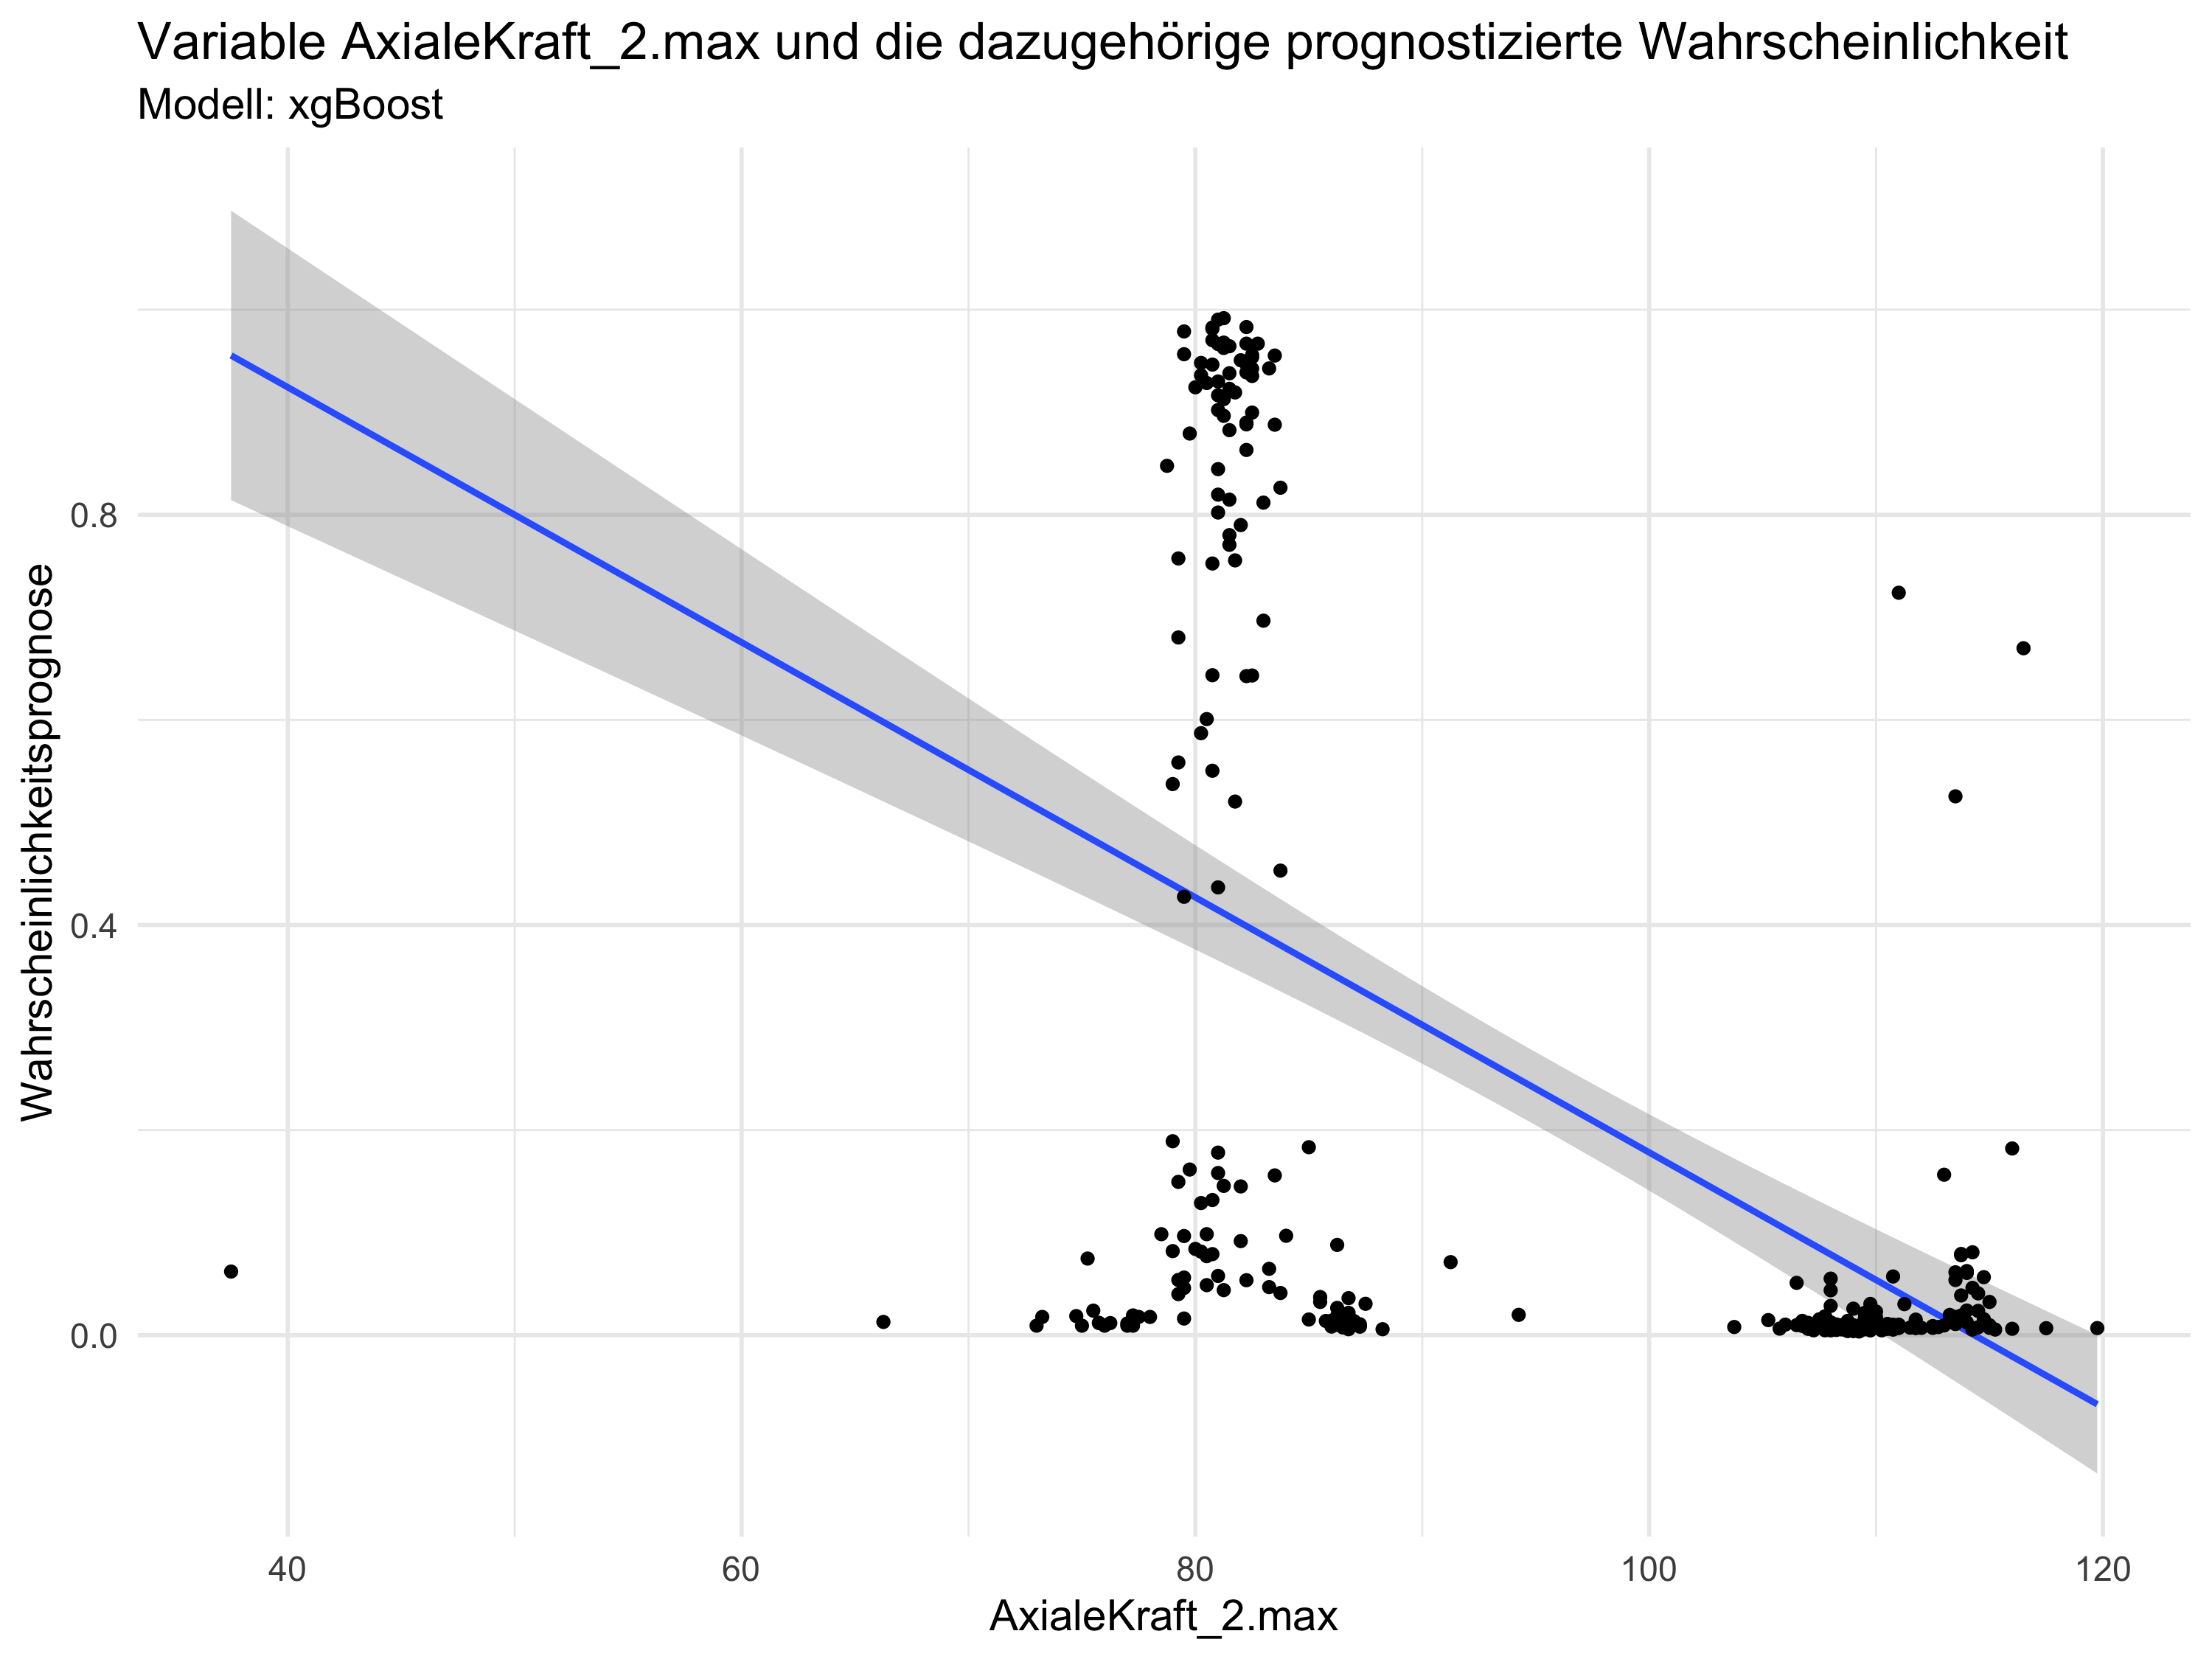 Variable AxialeKraft_2.max und die dazugehörige prognostizierte Wahrscheinlichkeit
Modell: xgBoost
Wahrscheinlichkeitsprognose
0.8
0.4
0.0
40 60 80 100 120
AxialeKraft_2.max